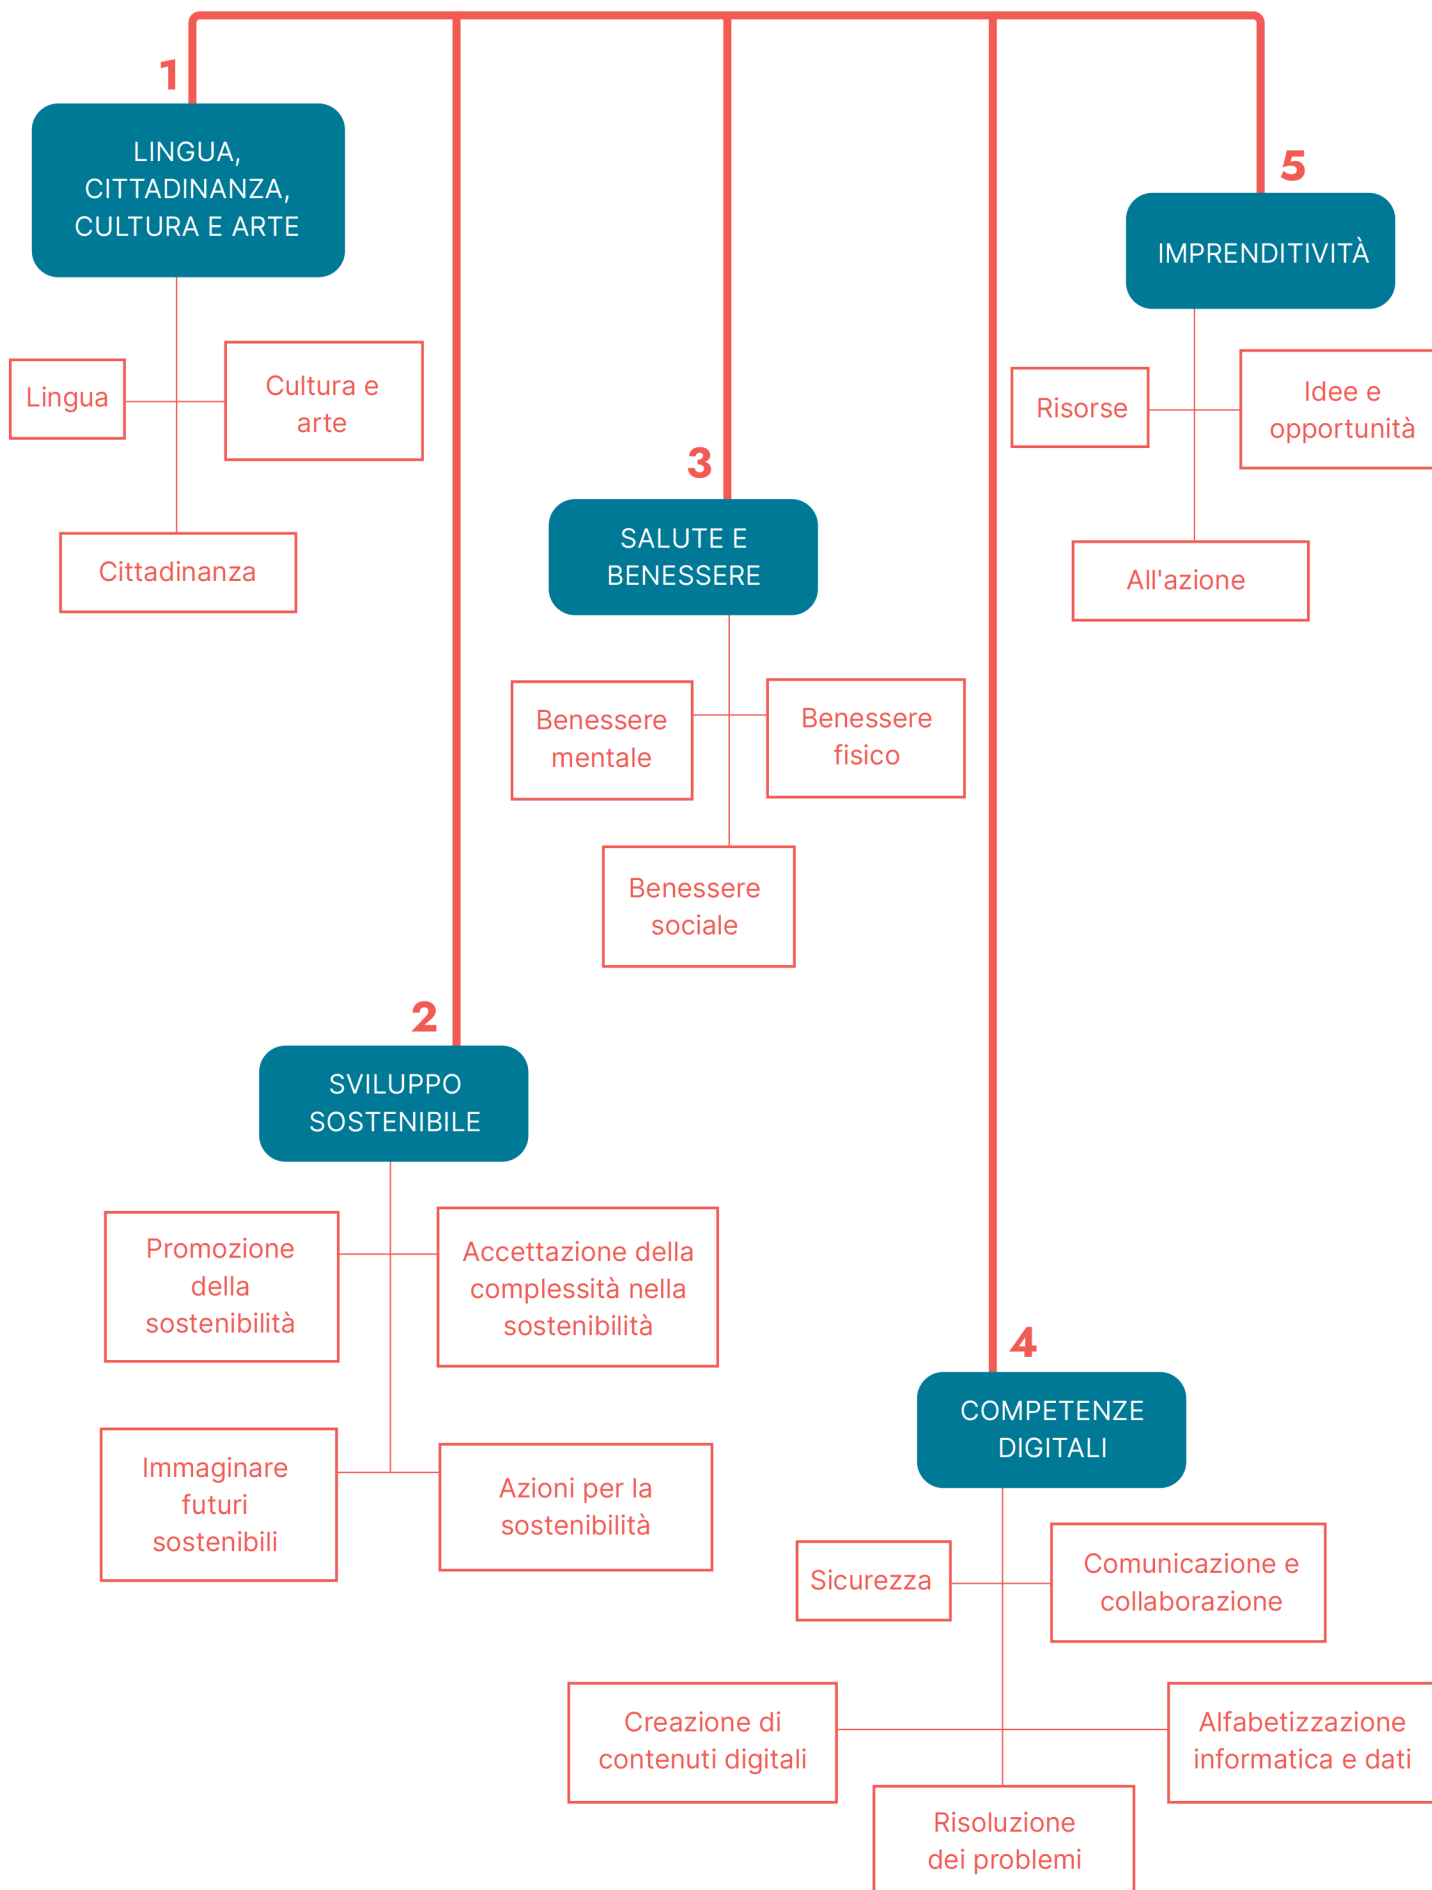 1
LINGUA,
CITTADINANZA,
CULTURA E ARTE
Lingua
Cultura e
arte
Cittadinanza
2
SVILUPPO
SOSTENIBILE
Promozione
della
sostenibilità
Accettazione della
complessità nella
sostenibilità
Immaginare
futuri
sostenibili
Azioni per la
sostenibilità
3
SALUTE E
BENESSERE
Benessere
mentale
Benessere
fisico
Benessere
sociale
4
COMPETENZE
DIGITALI
Sicurezza
Comunicazione e
collaborazione
Creazione di
contenuti digitali
Alfabetizzazione
informatica e dati
Risoluzione
dei problemi
5
IMPRENDITIVITÀ
Risorse
Idee e
opportunità
All'azione